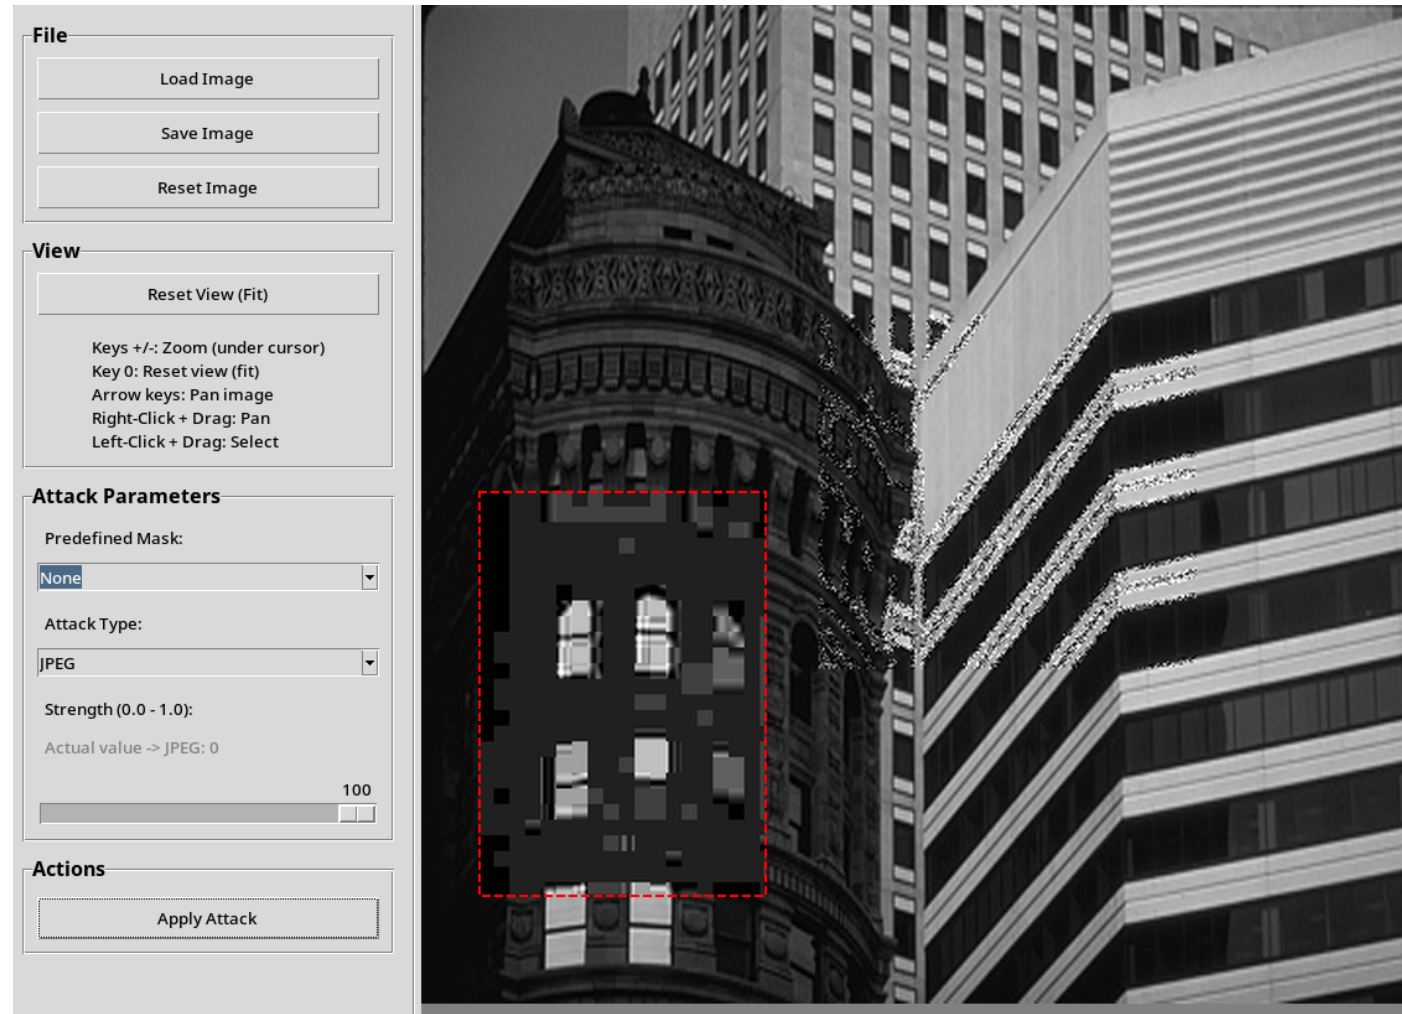 File
Load Image
Save Image
Reset Image
View
Reset View (Fit)
Keys +/-: Zoom (under cursor)
Key 0: Reset view (fit)
Arrow keys: Pan image
Right-Click + Drag: Pan
Left-Click + Drag: Select
Attack Parameters
Predefined Mask:
None
Attack Type:
JPEG
Strength (0.0 - 1.0):
Actual value -> JPEG: 0
100
Actions
Apply Attack